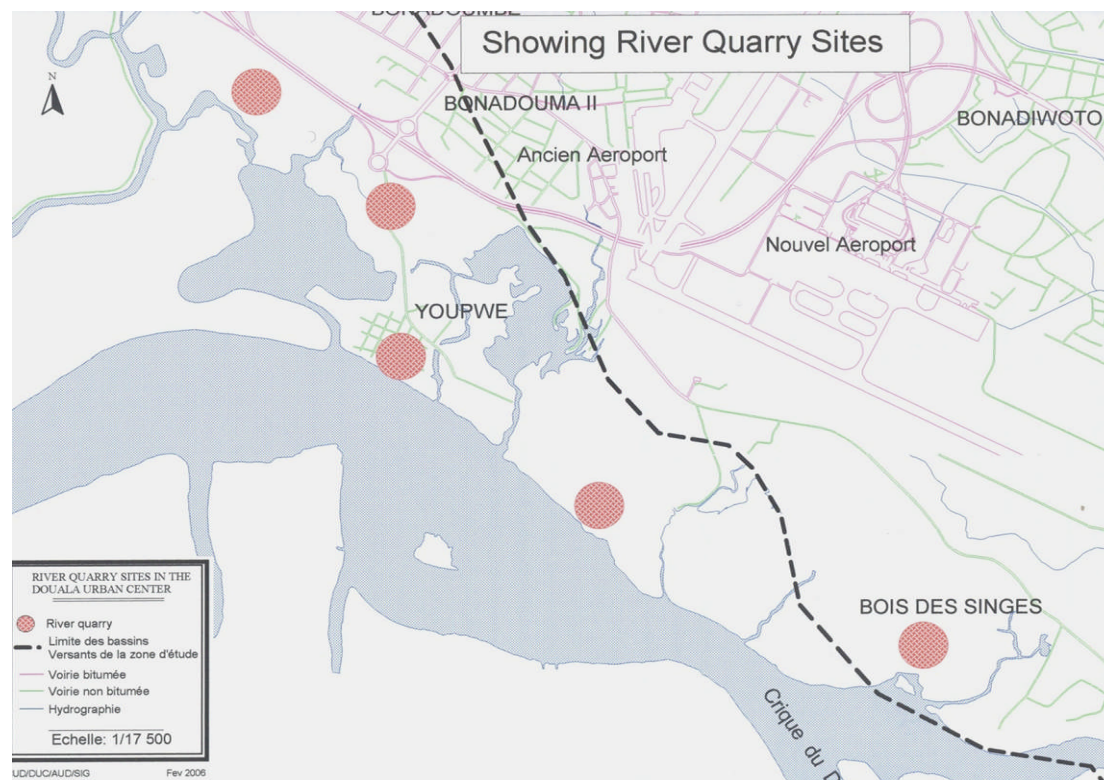 BONADOUMBE
Showing River Quarry Sites
N
BONADOUMA II
BONADIWOTO
Ancien Aeroport
Nouvel Aeroport
YOUPWE
BOIS DES SINGES
Crique du
RIVER QUARRY SITES IN THE
DOUALA URBAN CENTER
River quarry
Limite des bassins
Versants de la zone d'étude
Voirie bitumée
Voirie non bitumée
Hydrographie
Echelle: 1/17 500
UD/DUC/AUD/SIG
Fev 2006